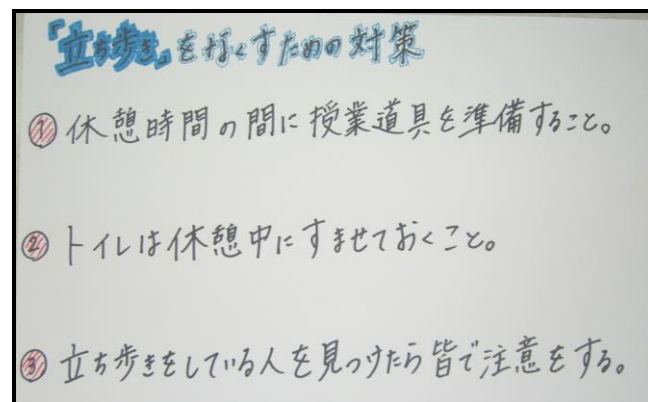 『立ち歩き』をなくすための対策
①休憩時間の間に授業道具を準備すること。
②トイレは休憩中にすませておくこと。
③立ち歩きをしている人を見つけたら皆で注意をする。